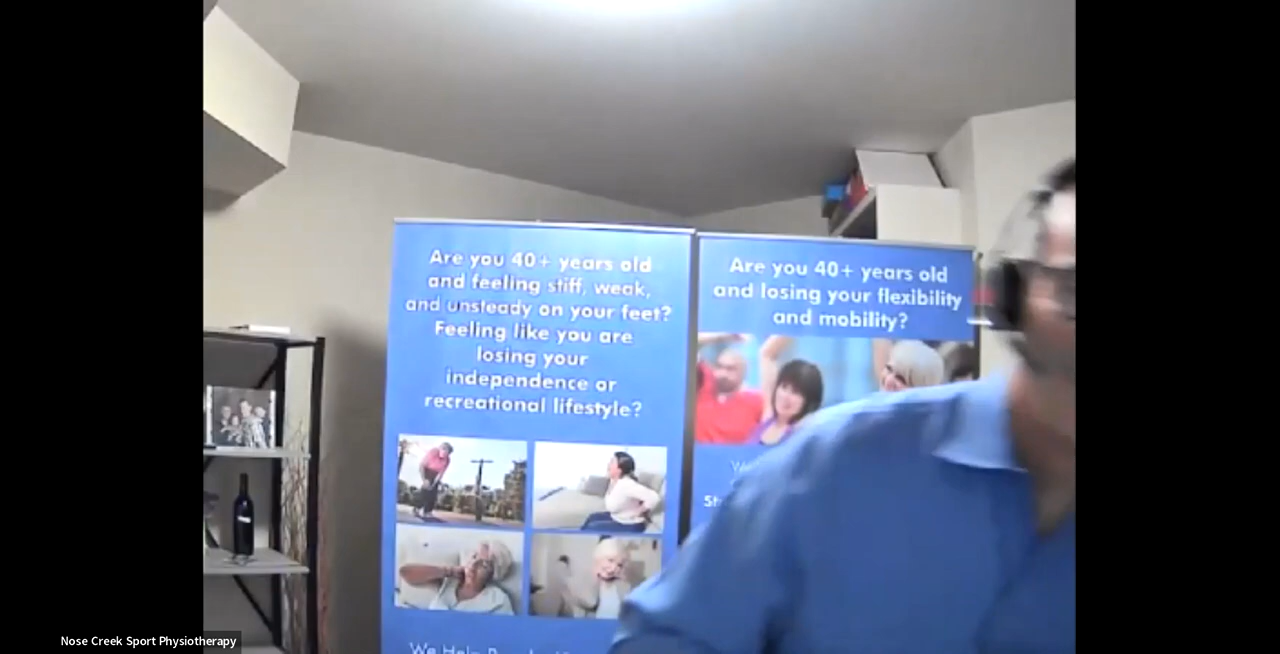 Are you 40+ years old
and feeling stiff, weak,
and unsteady on your feet?
Feeling like you are
losing your
independence or
recreational lifestyle?
We Help
Are you 40+ years old
and losing your flexibility
and mobility?
Nose Creek Sport Physiotherapy